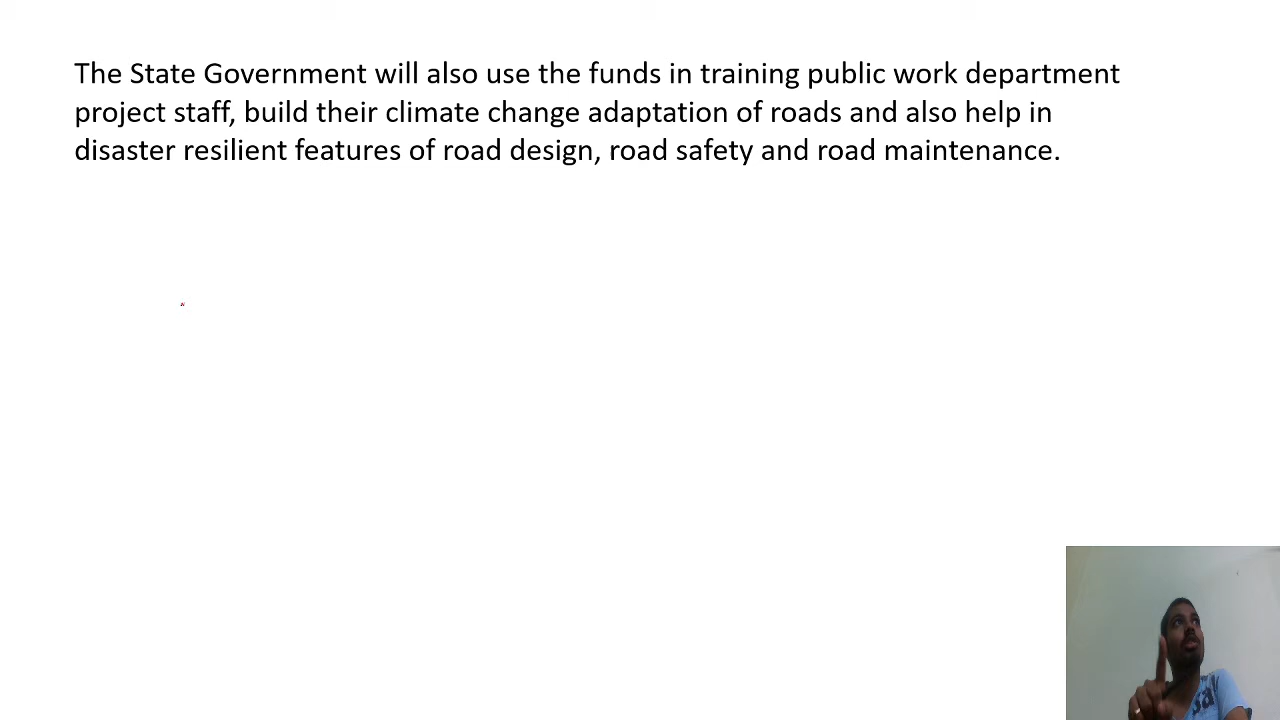 The State Government will also use the funds in training public work department
project staff, build their climate change adaptation of roads and also help in
disaster resilient features of road design, road safety and road maintenance.